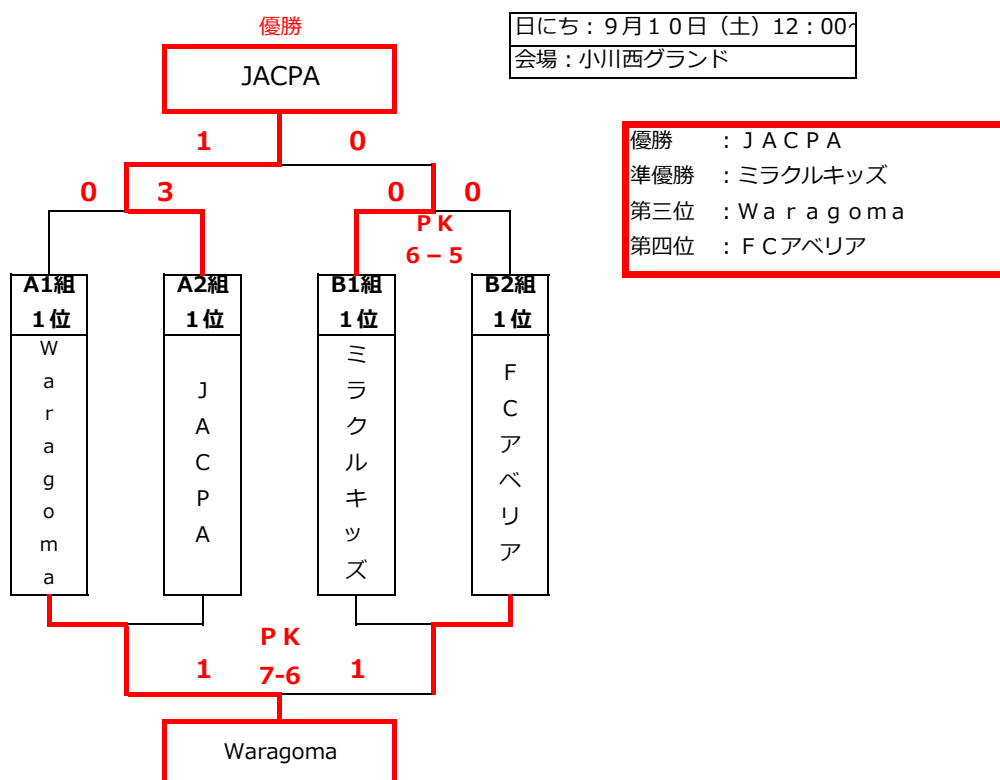 優勝
JACPA
日にち：９月１０日（土）12：00~
会場：小川西グランド
1 0
優勝 ：ＪＡＣＰＡ
準優勝 ：ミラクルキッズ
第三位 ：Ｗａｒａｇｏｍａ
第四位 ：ＦＣアベリア
0 3 0 0
ＰＫ
6－5
A1組 A2組 B1組 B2組
１位 １位 １位 １位
Ｗａｒａｇｏｍａ
ＪＡＣＰＡ
ミラクルキッズ
ＦＣアベリア
ＰＫ
1 7-6 1
Waragoma